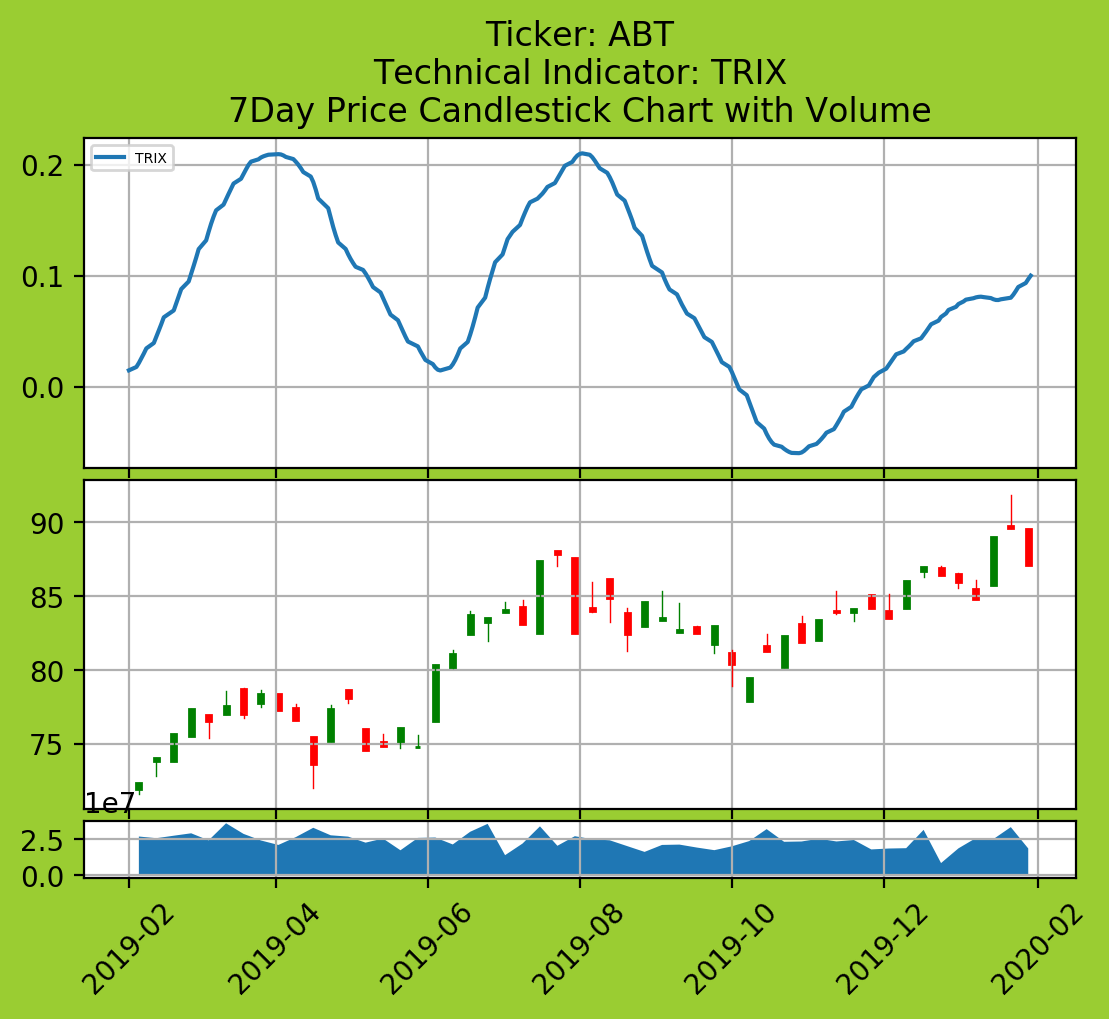 Ticker: ABT
Technical Indicator: TRIX
7Day Price Candlestick Chart with Volume
TRIX
0.2
0.1
0.0
90
85
80
75
1e7
2.5
0.0
2019-02 2019-04 2019-06 2019-08 2019-10 2019-12 2020-02